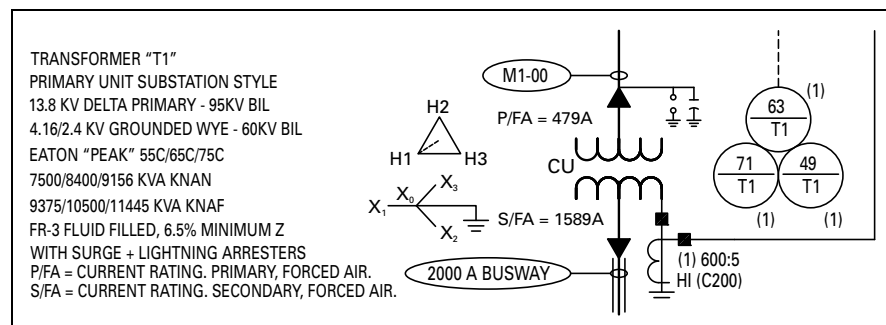 TRANSFORMER “T1”
PRIMARY UNIT SUBSTATION STYLE
13.8 KV DELTA PRIMARY - 95KV BIL
4.16/2.4 KV GROUNDED WYE - 60KV BIL
EATON “PEAK” 55C/65C/75C
7500/8400/9156 KVA KNAN
9375/10500/11445 KVA KNAF
FR-3 FLUID FILLED, 6.5% MINIMUM Z
WITH SURGE + LIGHTNING ARRESTERS
P/FA = CURRENT RATING. PRIMARY, FORCED AIR.
S/FA = CURRENT RATING. SECONDARY, FORCED AIR.
H2
H1
H3
X₃
X₀
X₁
X₂
M1-00
P/FA = 479A
CU
S/FA = 1589A
2000 A BUSWAY
63
T1
(1)
71
T1
(1)
49
T1
(1)
(1) 600:5
HI (C200)